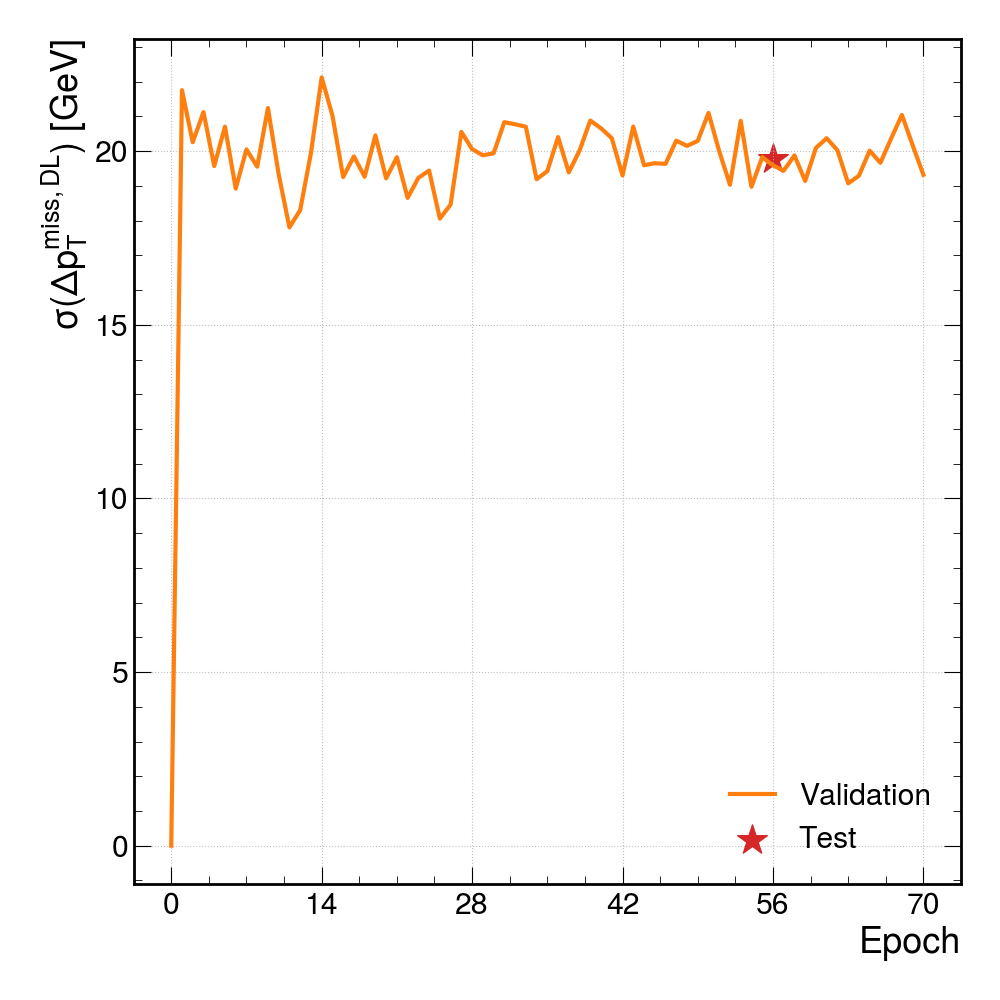 σ(Δp_T^miss, DL) [GeV]
20
15
10
5
0
Validation
Test
0 14 28 42 56 70
Epoch